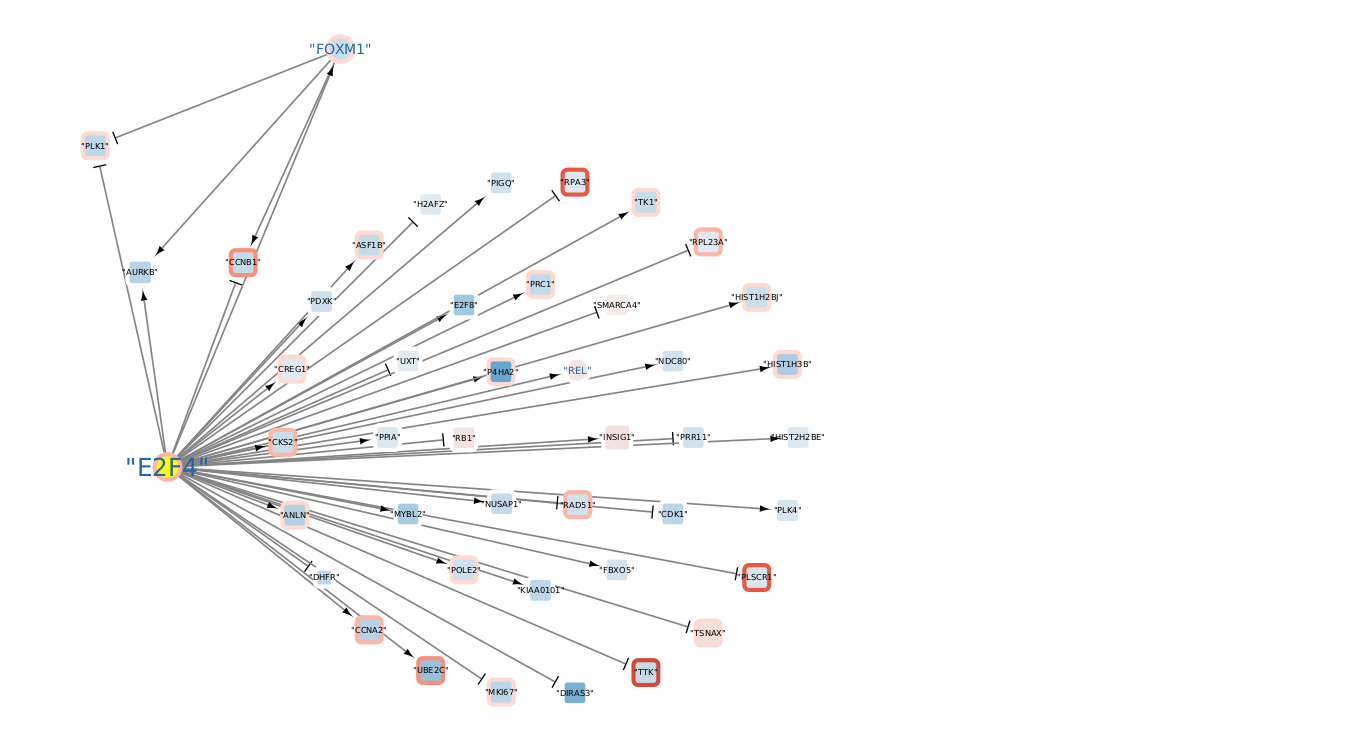 "FOXM1"
"PLK1"
"PIGQ"
"RPA3"
"H2AFZ"
"TK1"
"ASF1B"
"RPL23A"
"CCNB1"
"AURKB"
"PRC1"
"HIST1H2BJ"
"PDXK"
"E2F8"
"SMARCA4"
"UXT"
"NDC80"
"HIST1H3B"
"CREG1"
"P4HA2"
"REL"
"CKS2"
"PPIA"
"RB1"
"INSIG1"
"PRR11"
"HIST2H2BE"
"E2F4"
"NUSAP1"
"RAD51"
"PLK4"
"ANLN"
"MYBL2"
"CDK1"
"DHFR"
"POLE2"
"FBXO5"
"PLSCR1"
"KIAA0101"
"CCNA2"
"TSNAX"
"UBE2C"
"TTK"
"MKI67"
"DIRAS3"